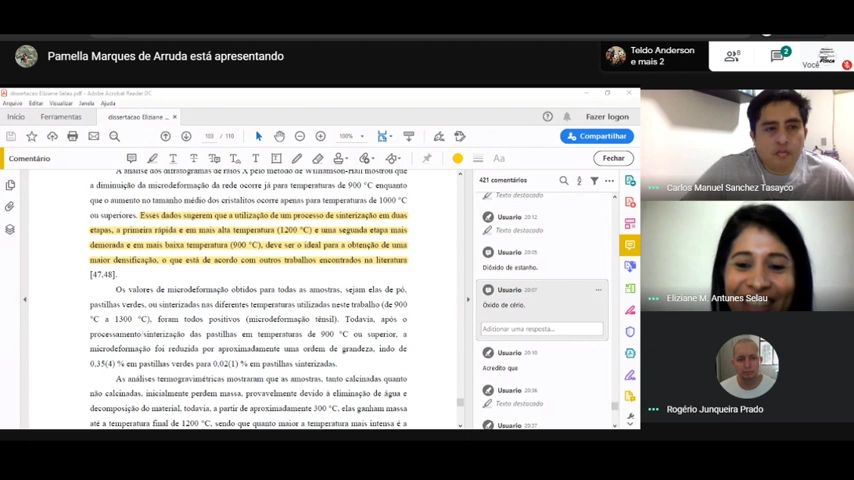 Pamella Marques de Arruda está apresentando
Teldo Anderson
e mais 2
8
2
Você
dissertacao Eliziane Selau.pdf - Adobe Acrobat Reader DC
Arquivo Editar Visualizar Janela Ajuda
Início Ferramentas dissertacao Eliziane ... × Fazer logon
103 / 110 100% Compartilhar
Comentário Aa Fechar
A análise dos difratogramas de raios X pelo método de Williamson-Hall mostrou que
a diminuição da microdeformação da rede ocorre já para temperaturas de 900 °C enquanto
que o aumento no tamanho médio dos cristalitos ocorre apenas para temperaturas de 1000 °C
ou superiores. Esses dados sugerem que a utilização de um processo de sinterização em duas
etapas, a primeira rápida e em mais alta temperatura (1200 °C) e uma segunda etapa mais
demorada e em mais baixa temperatura (900 °C), deve ser o ideal para a obtenção de uma
maior densificação, o que está de acordo com outros trabalhos encontrados na literatura
[47,48].
Os valores de microdeformação obtidos para todas as amostras, sejam elas de pó,
pastilhas verdes, ou sinterizadas nas diferentes temperaturas utilizadas neste trabalho (de 900
°C a 1300 °C), foram todos positivos (microdeformação tênsil). Todavia, após o
processamento/sinterização das pastilhas em temperaturas de 900 °C ou superior, a
microdeformação foi reduzida por aproximadamente uma ordem de grandeza, indo de
0,35(4) % em pastilhas verdes para 0,02(1) % em pastilhas sinterizadas.
As análises termogravimétricas mostraram que as amostras, tanto calcinadas quanto
não calcinadas, inicialmente perdem massa, provavelmente devido à eliminação de água e
decomposição do material, todavia, a partir de aproximadamente 300 °C, elas ganham massa
até a temperatura final de 1200 °C, sendo que quanto maior a temperatura mais intensa é a
421 comentários
Texto destacado
Usuario 20:12
Texto destacado
Usuario 20:05
Dióxido de estanho.
Usuario 20:07
Óxido de cério.
Adicionar uma resposta...
Usuario 20:10
Acredito que
Usuario 20:06
Texto destacado
Usuario 20:27
Carlos Manuel Sanchez Tasayco
Eliziane M. Antunes Selau
Rogério Junqueira Prado